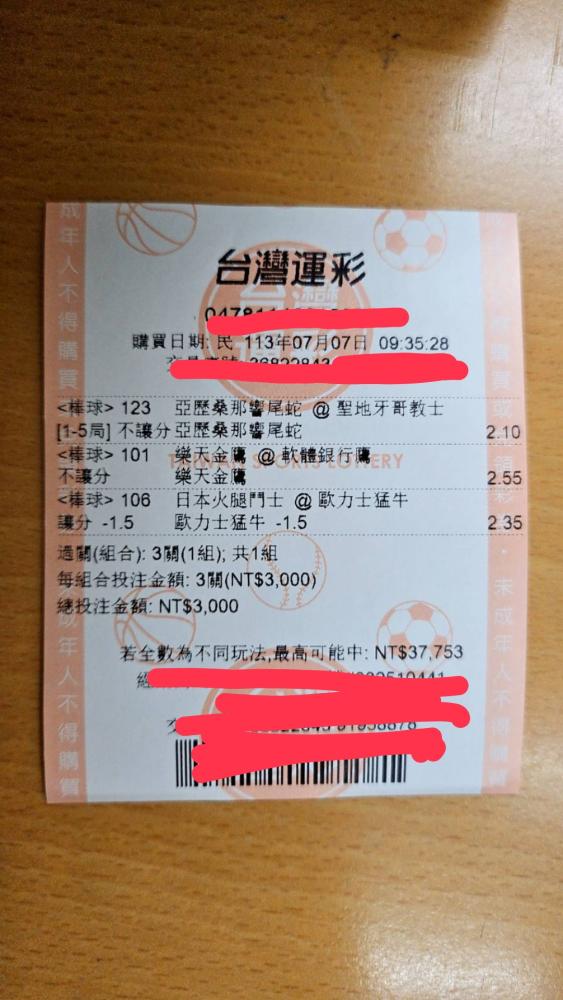 台灣運彩
購買日期: 民 113年07月07日 09:35:28
<棒球> 123 亞歷桑那響尾蛇 @ 聖地牙哥教士
[1-5局] 不讓分 亞歷桑那響尾蛇 2.10
<棒球> 101 樂天金鷹 @ 軟體銀行鷹
不讓分 樂天金鷹 2.55
TAIWAN SPORTS LOTTERY
<棒球> 106 日本火腿鬥士 @ 歐力士猛牛
讓分 -1.5 歐力士猛牛 -1.5 2.35
過關(組合): 3關(1組); 共1組
每組合投注金額: 3關(NT$3,000)
總投注金額: NT$3,000
若全數為不同玩法,最高可能中: NT$37,753
成年人不得購買
未成年人不得購買